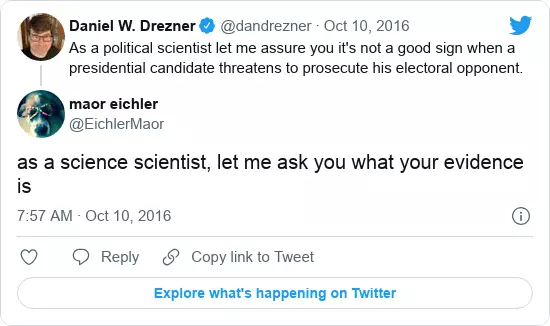 Daniel W. Drezner @dandrezner · Oct 10, 2016
As a political scientist let me assure you it's not a good sign when a
presidential candidate threatens to prosecute his electoral opponent.
maor eichler
@EichlerMaor
as a science scientist, let me ask you what your evidence
is
7:57 AM · Oct 10, 2016
Reply Copy link to Tweet
Explore what's happening on Twitter